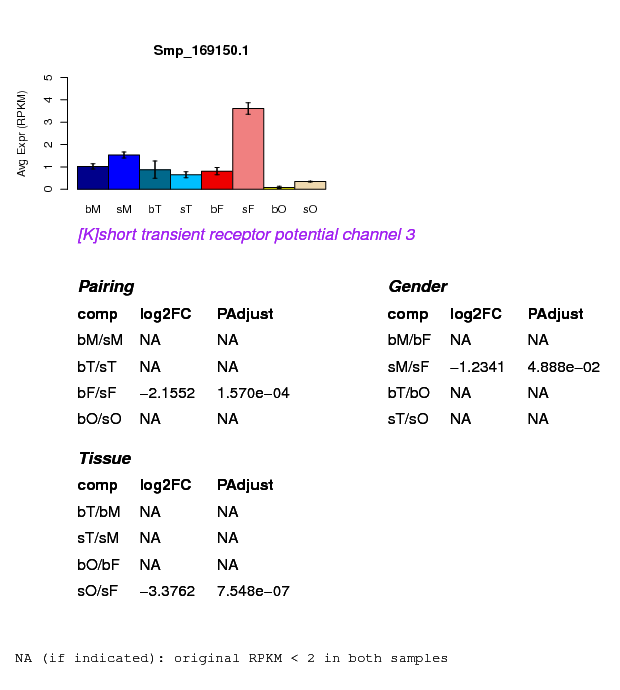 Smp_169150.1
Avg Expr (RPKM)
5
4
3
2
1
0
bM sM bT sT bF sF bO sO
[K]short transient receptor potential channel 3
Pairing
comp log2FC PAdjust
bM/sM NA NA
bT/sT NA NA
bF/sF −2.1552 1.570e−04
bO/sO NA NA
Gender
comp log2FC PAdjust
bM/bF NA NA
sM/sF −1.2341 4.888e−02
bT/bO NA NA
sT/sO NA NA
Tissue
comp log2FC PAdjust
bT/bM NA NA
sT/sM NA NA
bO/bF NA NA
sO/sF −3.3762 7.548e−07
NA (if indicated): original RPKM < 2 in both samples